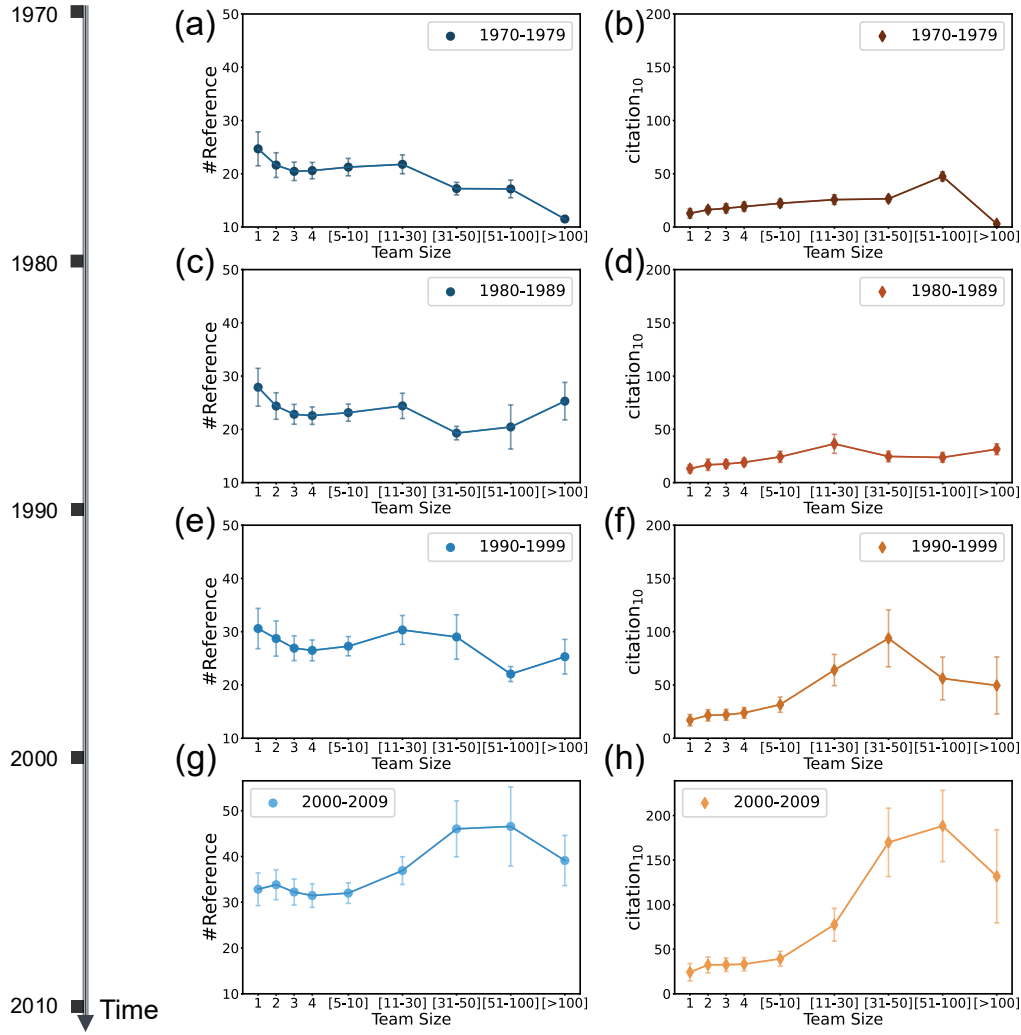 1970
1980
1990
2000
2010
Time
(a)
50
40
30
20
10
#Reference
1970-1979
1 2 3 4 [5-10] [11-30] [31-50] [51-100] [>100]
Team Size
(b)
200
150
100
50
0
citation10
1970-1979
1 2 3 4 [5-10] [11-30] [31-50] [51-100] [>100]
Team Size
(c)
50
40
30
20
10
#Reference
1980-1989
1 2 3 4 [5-10] [11-30] [31-50] [51-100] [>100]
Team Size
(d)
200
150
100
50
0
citation10
1980-1989
1 2 3 4 [5-10] [11-30] [31-50] [51-100] [>100]
Team Size
(e)
50
40
30
20
10
#Reference
1990-1999
1 2 3 4 [5-10] [11-30] [31-50] [51-100] [>100]
Team Size
(f)
200
150
100
50
0
citation10
1990-1999
1 2 3 4 [5-10] [11-30] [31-50] [51-100] [>100]
Team Size
(g)
50
40
30
20
10
#Reference
2000-2009
1 2 3 4 [5-10] [11-30] [31-50] [51-100] [>100]
Team Size
(h)
200
150
100
50
0
citation10
2000-2009
1 2 3 4 [5-10] [11-30] [31-50] [51-100] [>100]
Team Size